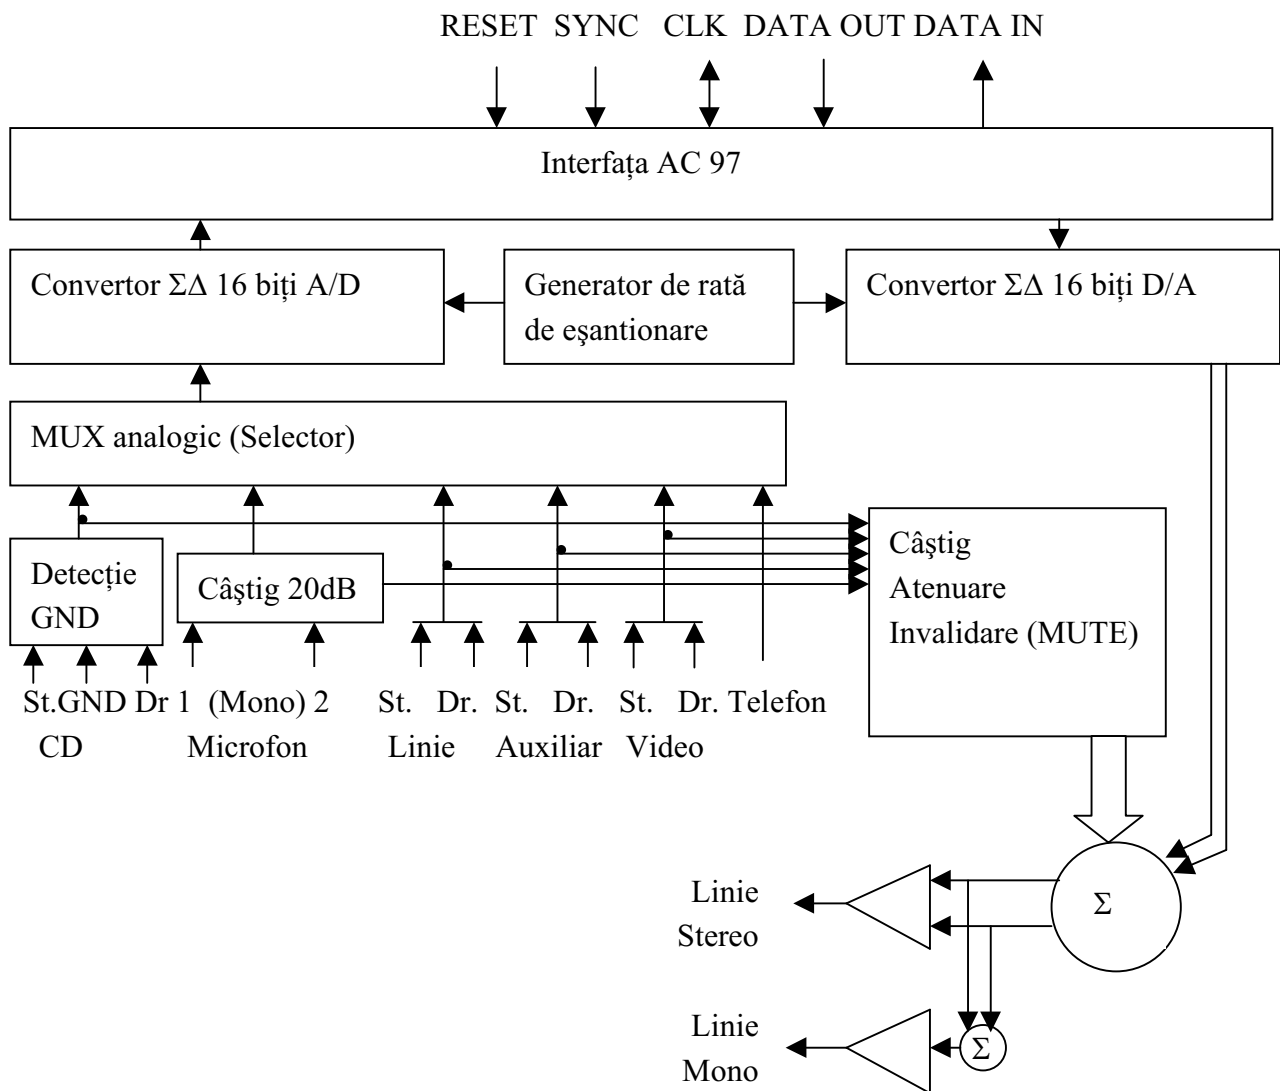 RESET SYNC CLK DATA OUT DATA IN
Interfața AC 97
Convertor ΣΔ 16 biți A/D
Generator de rată
de eşantionare
Convertor ΣΔ 16 biți D/A
MUX analogic (Selector)
Detecție
GND
Câştig 20dB
Câştig
Atenuare
Invalidare (MUTE)
St.GND Dr 1 (Mono) 2 St. Dr. St. Dr. St. Dr. Telefon
CD Microfon Linie Auxiliar Video
Linie
Stereo
Σ
Linie
Mono
Σ